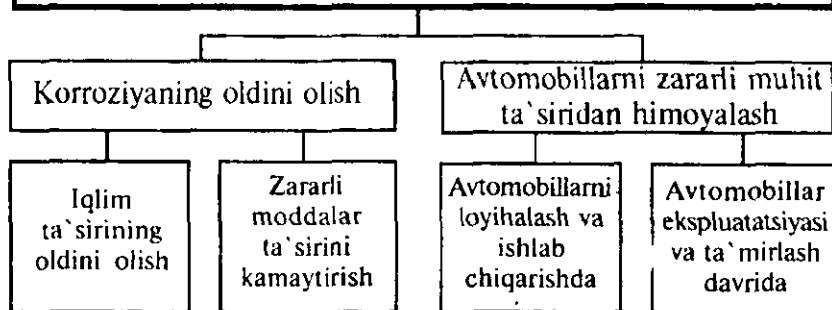 Korroziyaning oldini olish
Avtomobillarni zararli muhit
ta`siridan himoyalash
Iqlim
ta`sirining
oldini olish
Zararli
moddalar
ta`sirini
kamaytirish
Avtomobillarni
loyihalash va
ishlab
chiqarishda
Avtomobillar
ekspluatatsiyasi
va ta`mirlash
davrida